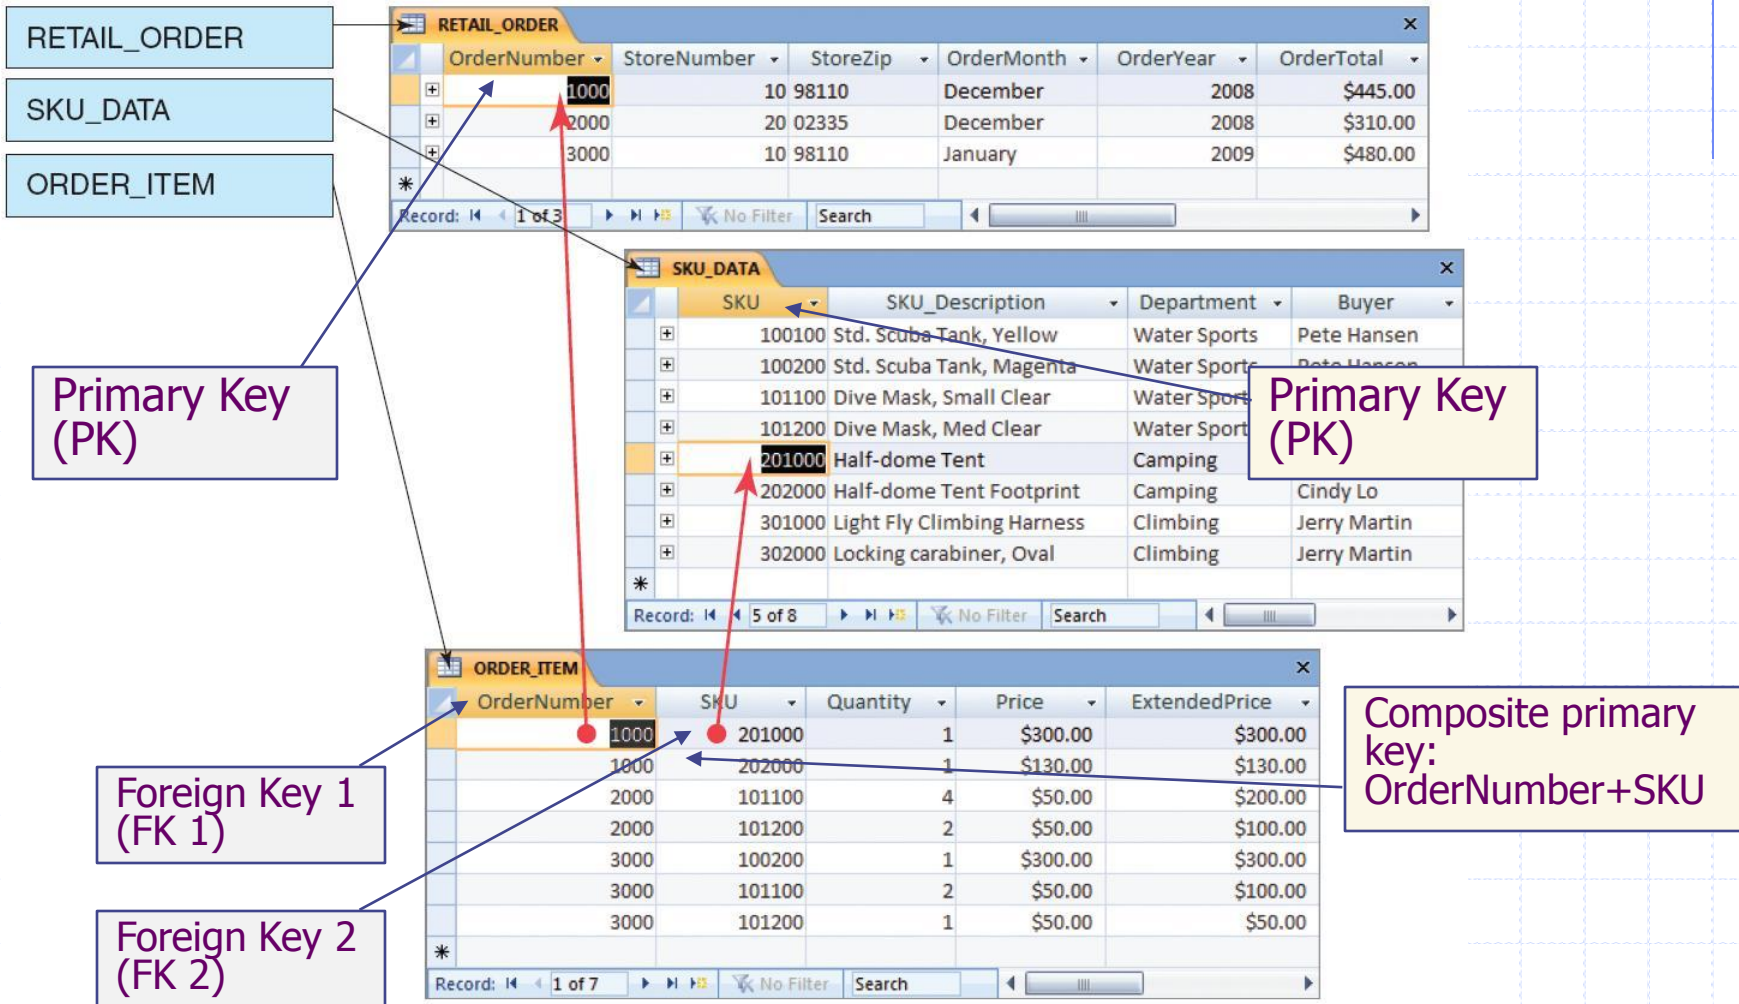 RETAIL_ORDER
SKU_DATA
ORDER_ITEM
RETAIL_ORDER
OrderNumber StoreNumber StoreZip OrderMonth OrderYear OrderTotal
1000 10 98110 December 2008 $445.00
2000 20 02335 December 2008 $310.00
3000 10 98110 January 2009 $480.00
Record: 1 of 3 No Filter Search
SKU_DATA
SKU SKU_Description Department Buyer
100100 Std. Scuba Tank, Yellow Water Sports Pete Hansen
100200 Std. Scuba Tank, Magenta Water Sports Pete Hansen
101100 Dive Mask, Small Clear Water Sport
101200 Dive Mask, Med Clear Water Sport
201000 Half-dome Tent Camping
202000 Half-dome Tent Footprint Camping Cindy Lo
301000 Light Fly Climbing Harness Climbing Jerry Martin
302000 Locking carabiner, Oval Climbing Jerry Martin
Record: 5 of 8 No Filter Search
Primary Key
(PK)
Primary Key
(PK)
ORDER_ITEM
OrderNumber SKU Quantity Price ExtendedPrice
1000 201000 1 $300.00 $300.00
1000 202000 1 $130.00 $130.00
2000 101100 4 $50.00 $200.00
2000 101200 2 $50.00 $100.00
3000 100200 1 $300.00 $300.00
3000 101100 2 $50.00 $100.00
3000 101200 1 $50.00 $50.00
Record: 1 of 7 No Filter Search
Composite primary
key:
OrderNumber+SKU
Foreign Key 1
(FK 1)
Foreign Key 2
(FK 2)